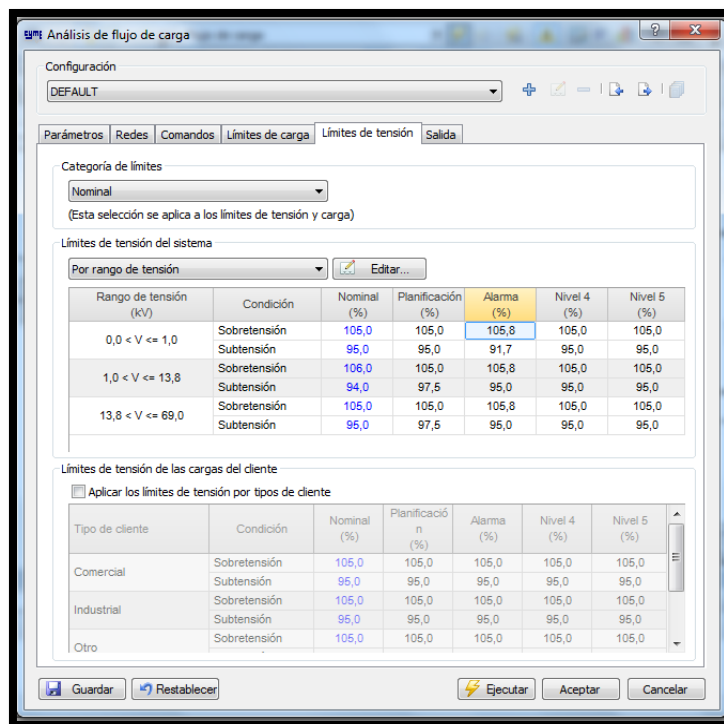 cyme Análisis de flujo de carga
Configuración
DEFAULT
Parámetros Redes Comandos Límites de carga Límites de tensión Salida
Categoría de límites
Nominal
(Esta selección se aplica a los límites de tensión y carga)
Límites de tensión del sistema
Por rango de tensión Editar...
Rango de tensión (kV) Condición Nominal (%) Planificación (%) Alarma (%) Nivel 4 (%) Nivel 5 (%)
0,0 < V <= 1,0 Sobretensión 105,0 105,0 105,8 105,0 105,0
Subtensión 95,0 95,0 91,7 95,0 95,0
1,0 < V <= 13,8 Sobretensión 106,0 105,0 105,8 105,0 105,0
Subtensión 94,0 97,5 95,0 95,0 95,0
13,8 < V <= 69,0 Sobretensión 105,0 105,0 105,8 105,0 105,0
Subtensión 95,0 97,5 95,0 95,0 95,0
Límites de tensión de las cargas del cliente
Aplicar los límites de tensión por tipos de cliente
Tipo de cliente Condición Nominal (%) Planificació n (%) Alarma (%) Nivel 4 (%) Nivel 5 (%)
Comercial Sobretensión 105,0 105,0 105,0 105,0 105,0
Subtensión 95,0 95,0 95,0 95,0 95,0
Industrial Sobretensión 105,0 105,0 105,0 105,0 105,0
Subtensión 95,0 95,0 95,0 95,0 95,0
Otro Sobretensión 105,0 105,0 105,0 105,0 105,0
Guardar Restablecer Ejecutar Aceptar Cancelar